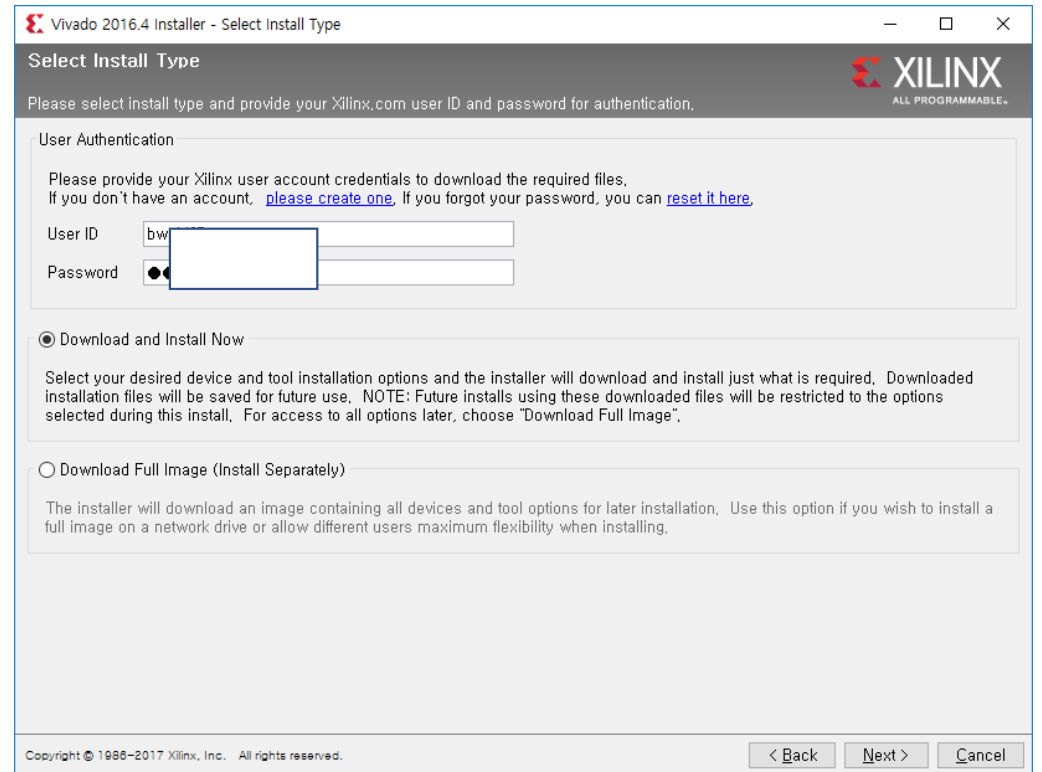 Vivado 2016.4 Installer - Select Install Type
Select Install Type
XILINX
ALL PROGRAMMABLE.
Please select install type and provide your Xilinx.com user ID and password for authentication.
User Authentication
Please provide your Xilinx user account credentials to download the required files.
If you don't have an account, please create one. If you forgot your password, you can reset it here.
User ID
Password
Download and Install Now
Select your desired device and tool installation options and the installer will download and install just what is required. Downloaded
installation files will be saved for future use. NOTE: Future installs using these downloaded files will be restricted to the options
selected during this install. For access to all options later, choose "Download Full Image".
Download Full Image (Install Separately)
The installer will download an image containing all devices and tool options for later installation. Use this option if you wish to install a
full image on a network drive or allow different users maximum flexibility when installing.
Copyright © 1986-2017 Xilinx, Inc. All rights reserved.
< Back
Next >
Cancel